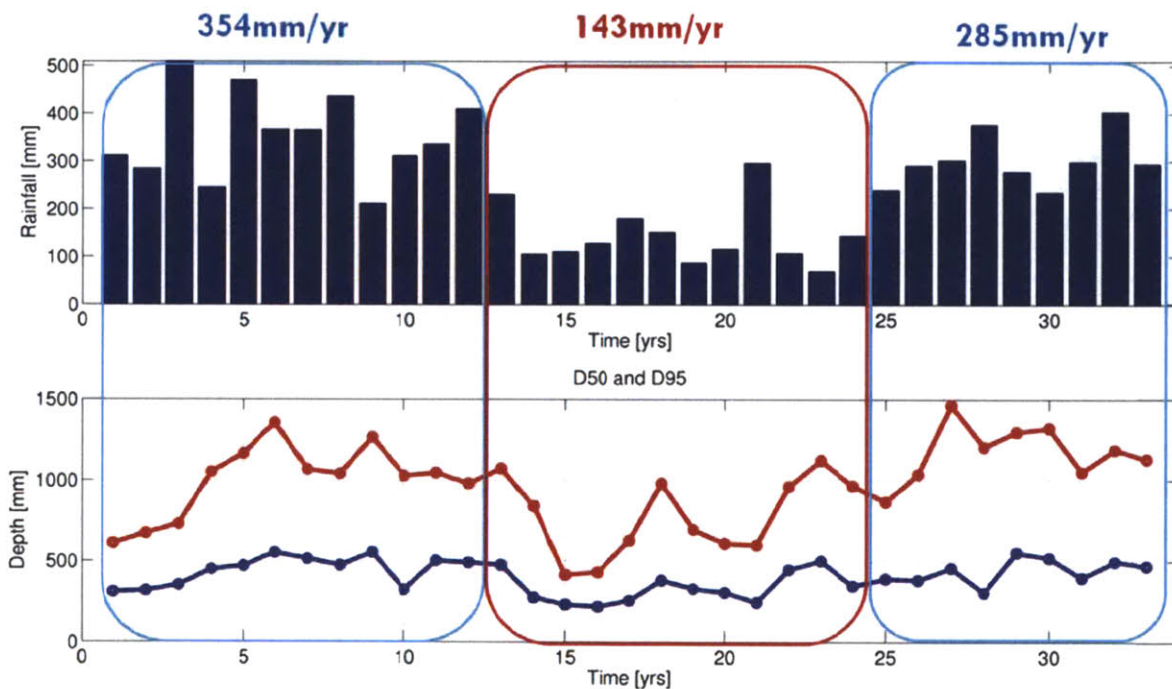 354mm/yr 143mm/yr 285mm/yr
500
400
300
200
100
0
Rainfall [mm]
0 5 10 15 20 25 30
Time [yrs]
D50 and D95
1500
1000
500
0
Depth [mm]
0 5 10 15 20 25 30
Time [yrs]